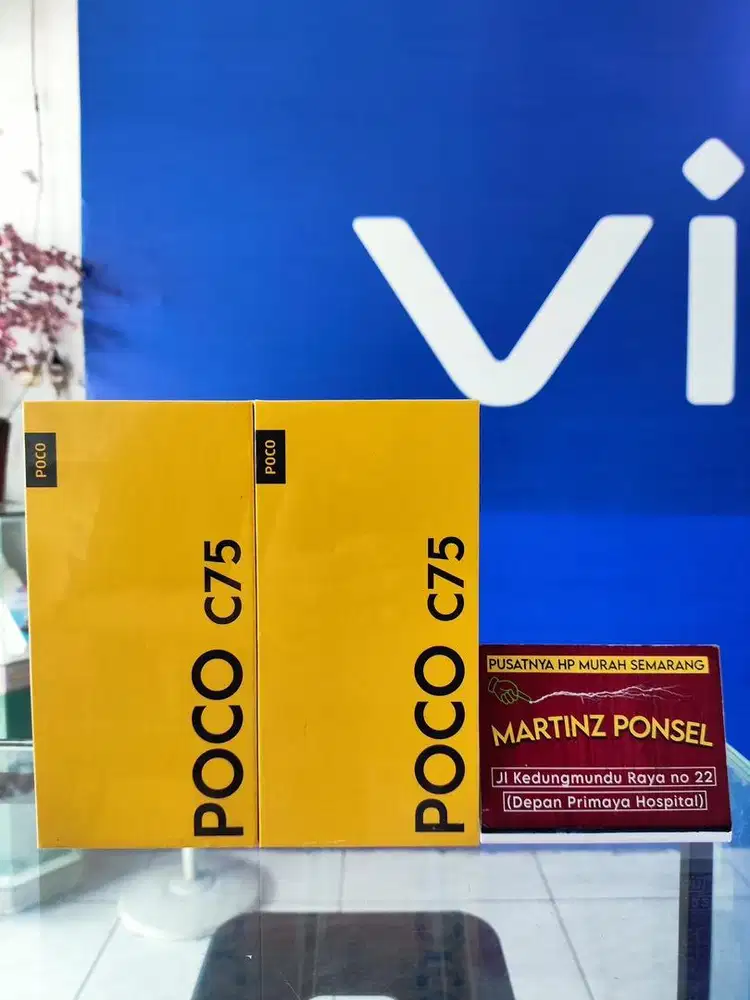 vi
POCO
POCO C75
POCO
POCO C75
PUSATNYA HP MURAH SEMARANG
MARTINZ PONSEL
Jl Kedungmundu Raya no 22
(Depan Primaya Hospital)